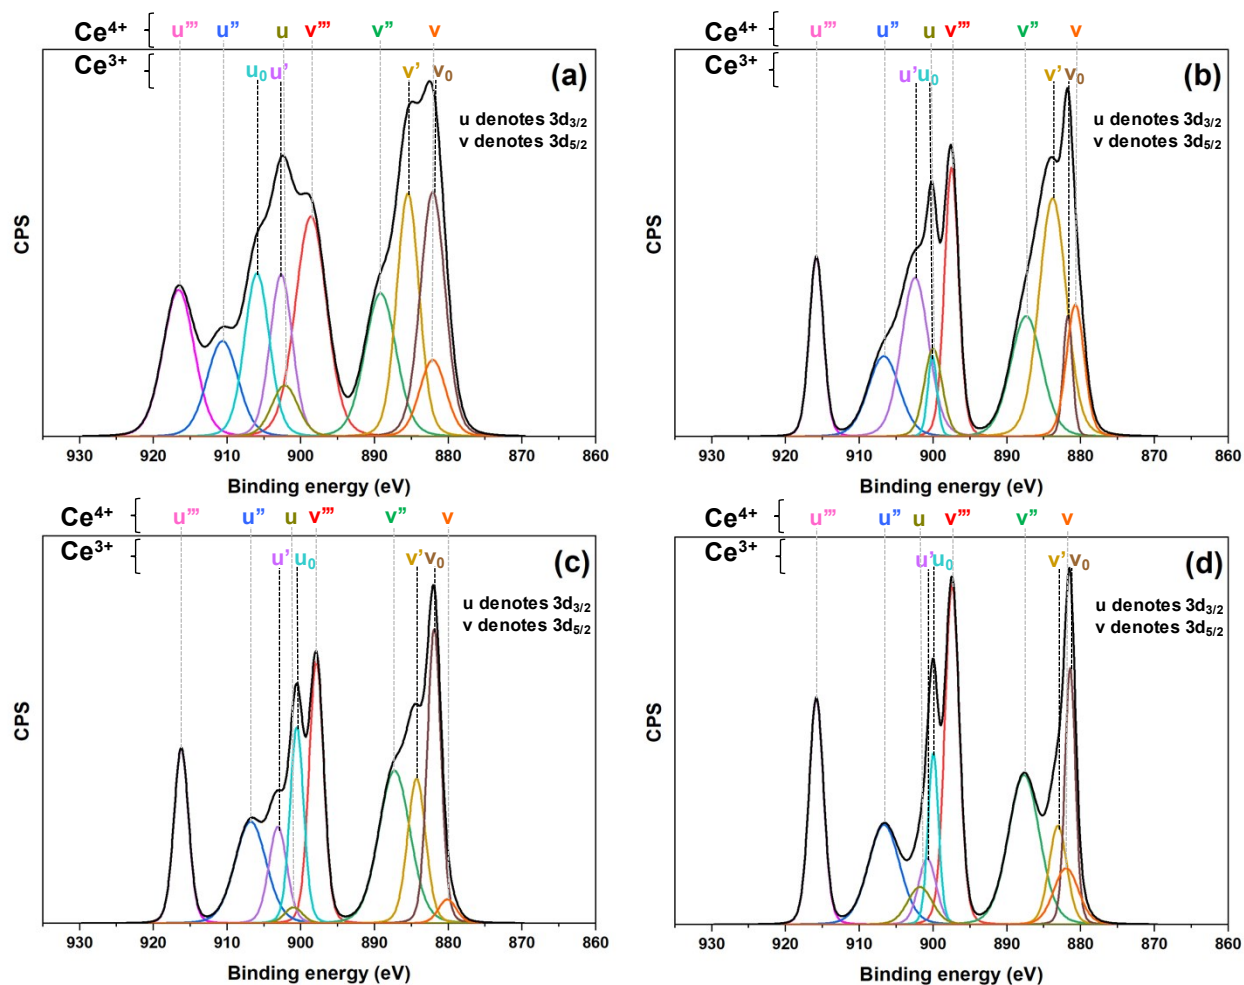 Ce4+ u''' u'' u v''' v'' v
Ce3+ u0 u' v' v0
(a)
u denotes 3d3/2
v denotes 3d5/2
CPS
930 920 910 900 890 880 870 860
Binding energy (eV)
Ce4+ u''' u'' u v''' v'' v
Ce3+ u' u0 v' v0
(b)
u denotes 3d3/2
v denotes 3d5/2
CPS
930 920 910 900 890 880 870 860
Binding energy (eV)
Ce4+ u''' u'' u v''' v'' v
Ce3+ u' u0 v' v0
(c)
u denotes 3d3/2
v denotes 3d5/2
CPS
930 920 910 900 890 880 870 860
Binding energy (eV)
Ce4+ u''' u'' u v''' v'' v
Ce3+ u' u0 v' v0
(d)
u denotes 3d3/2
v denotes 3d5/2
CPS
930 920 910 900 890 880 870 860
Binding energy (eV)